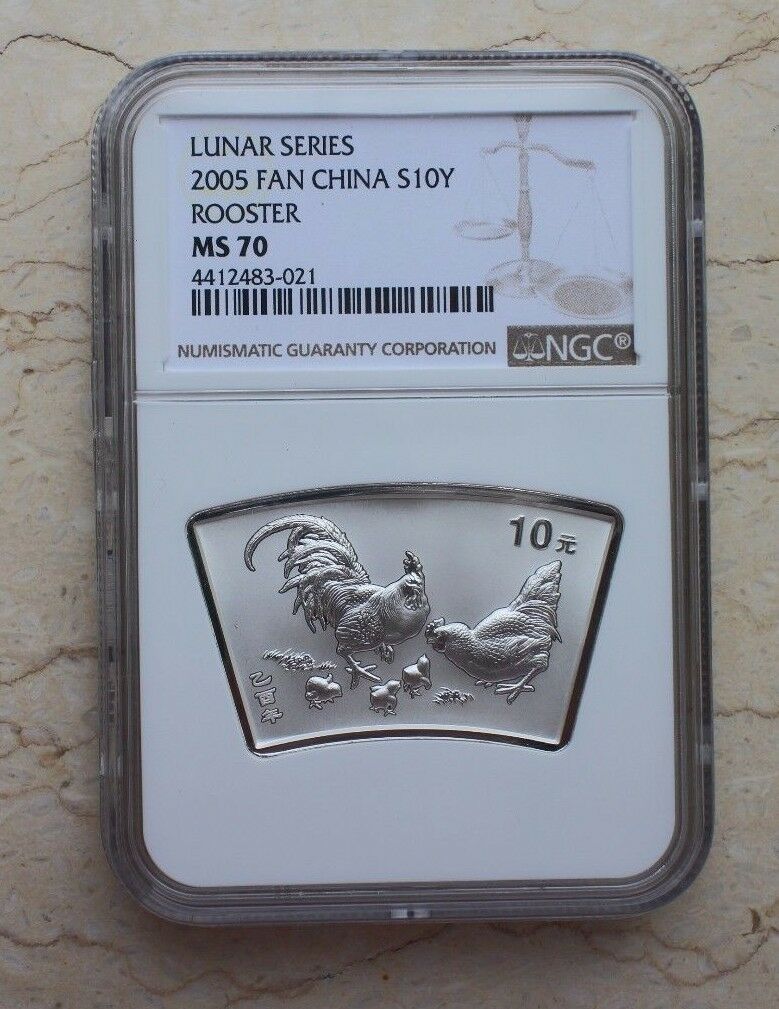 LUNAR SERIES
2005 FAN CHINA S10Y
ROOSTER
MS 70
4412483-021
NUMISMATIC GUARANTY CORPORATION
NGC®
10元
乙酉年